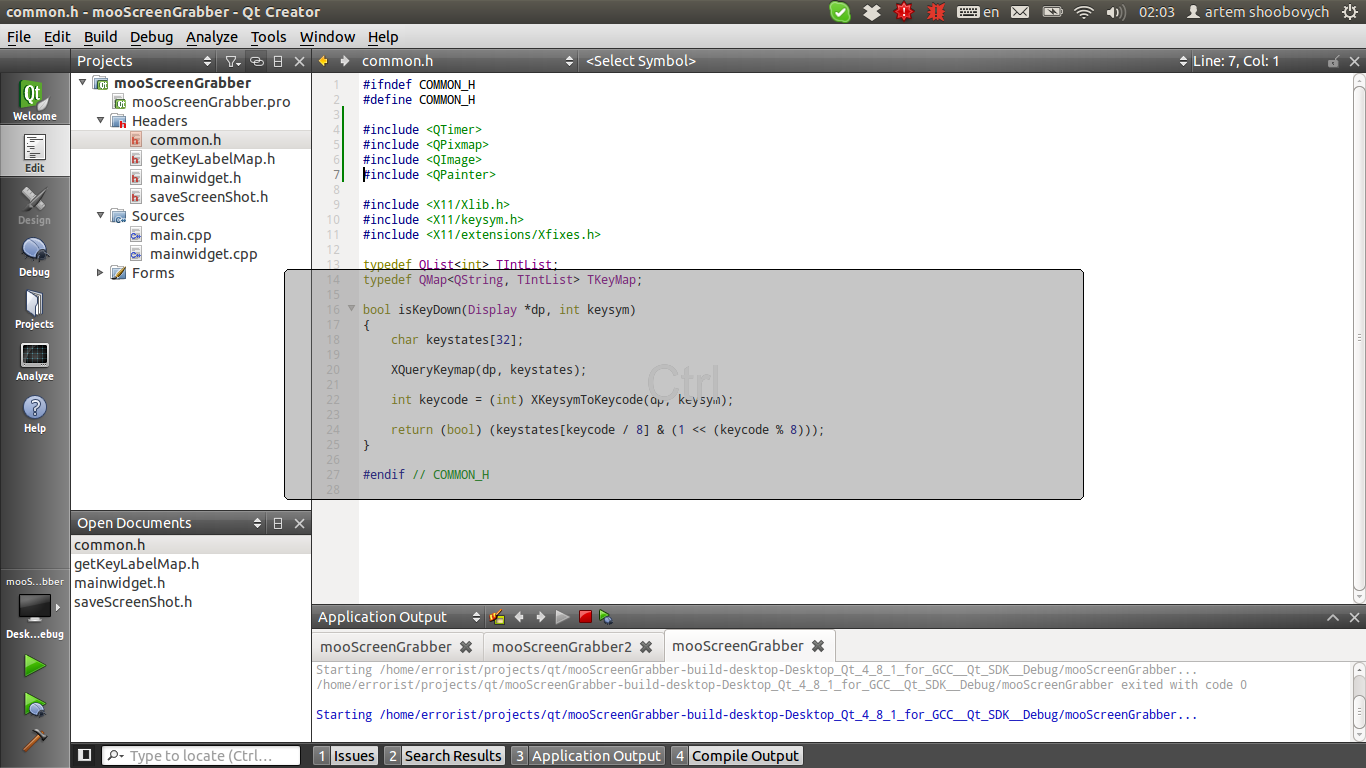 common.h - mooScreenGrabber - Qt Creator
en
02:03
artem shoobovych
File Edit Build Debug Analyze Tools Window Help
Projects
common.h
<Select Symbol>
Line: 7, Col: 1
Welcome
Edit
Design
Debug
Projects
Analyze
Help
mooScreenGrabber
mooScreenGrabber.pro
Headers
common.h
getKeyLabelMap.h
mainwidget.h
saveScreenShot.h
Sources
main.cpp
mainwidget.cpp
Forms
1 #ifndef COMMON_H
2 #define COMMON_H
3
4 #include <QTimer>
5 #include <QPixmap>
6 #include <QImage>
7 #include <QPainter>
8
9 #include <X11/Xlib.h>
10 #include <X11/keysym.h>
11 #include <X11/extensions/Xfixes.h>
12
13 typedef QList<int> TIntList;
14 typedef QMap<QString, TIntList> TKeyMap;
15
16 bool isKeyDown(Display *dp, int keysym)
17 {
18 char keystates[32];
19
20 XQueryKeymap(dp, keystates);
21
22 int keycode = (int) XKeysymToKeycode(dp, keysym);
23
24 return (bool) (keystates[keycode / 8] & (1 << (keycode % 8)));
25 }
26
27 #endif // COMMON_H
28
Ctrl
Open Documents
common.h
getKeyLabelMap.h
mainwidget.h
saveScreenShot.h
mooS...bber
Desk...ebug
Application Output
mooScreenGrabber
mooScreenGrabber2
mooScreenGrabber
Starting /home/errorist/projects/qt/mooScreenGrabber-build-desktop-Desktop_Qt_4_8_1_for_GCC__Qt_SDK__Debug/mooScreenGrabber...
/home/errorist/projects/qt/mooScreenGrabber-build-desktop-Desktop_Qt_4_8_1_for_GCC__Qt_SDK__Debug/mooScreenGrabber exited with code 0
Starting /home/errorist/projects/qt/mooScreenGrabber-build-desktop-Desktop_Qt_4_8_1_for_GCC__Qt_SDK__Debug/mooScreenGrabber...
Type to locate (Ctrl...
1 Issues
2 Search Results
3 Application Output
4 Compile Output